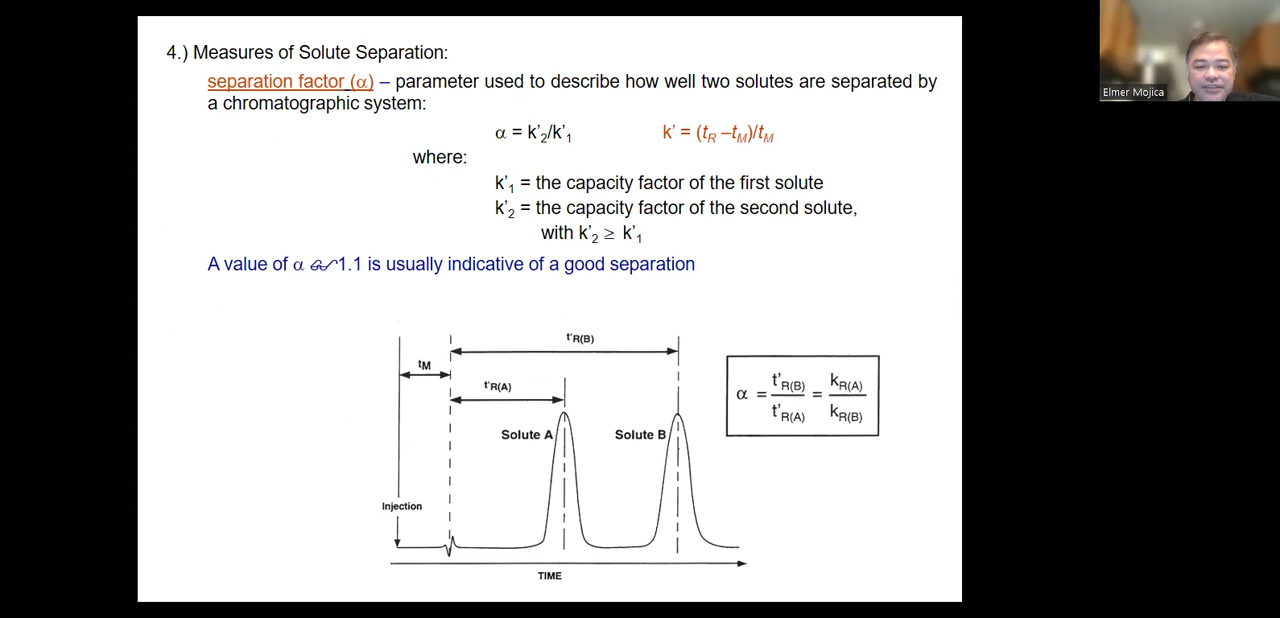 4.) Measures of Solute Separation:
separation factor (α) – parameter used to describe how well two solutes are separated by
a chromatographic system:
α = k'2/k'1 k' = (tR –tM)/tM
where:
k'1 = the capacity factor of the first solute
k'2 = the capacity factor of the second solute,
with k'2 ≥ k'1
A value of α 1.1 is usually indicative of a good separation
t'R(B)
tM
t'R(A)
α = t'R(B)/t'R(A) = kR(A)/kR(B)
Solute A Solute B
Injection
TIME
Elmer Mojica